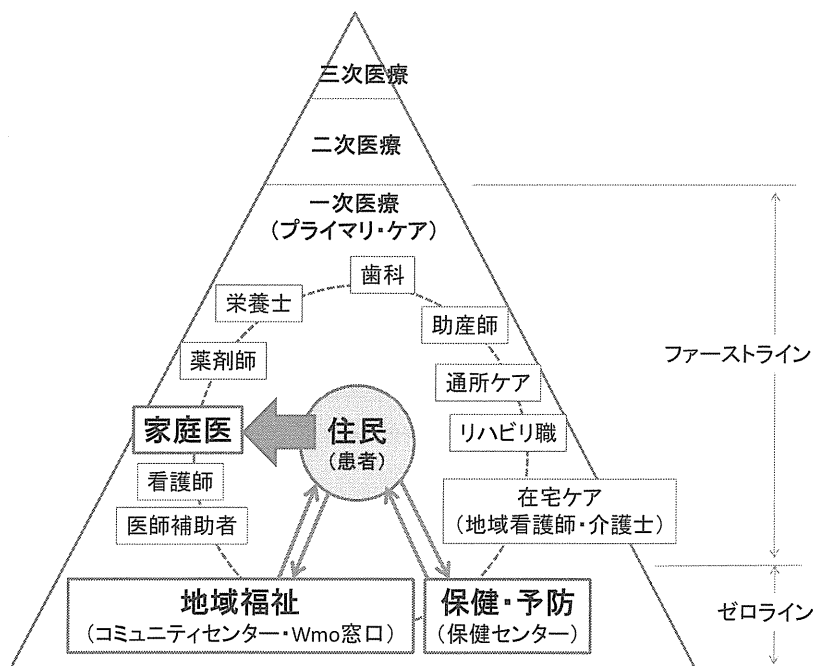 三次医療
二次医療
一次医療
(プライマリ・ケア)
歯科
栄養士
助産師
薬剤師
通所ケア
ファーストライン
家庭医
住民
(患者)
リハビリ職
看護師
在宅ケア
(地域看護師・介護士)
医師補助者
地域福祉
(コミュニティセンター・Wmo窓口)
保健・予防
(保健センター)
ゼロライン